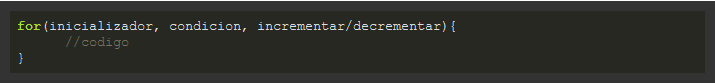 for(inicializador, condicion, incrementar/decrementar){
//codigo
}